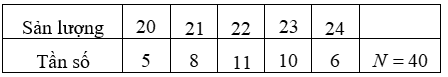 Sản lượng 20 21 22 23 24
Tần số 5 8 11 10 6 N = 40